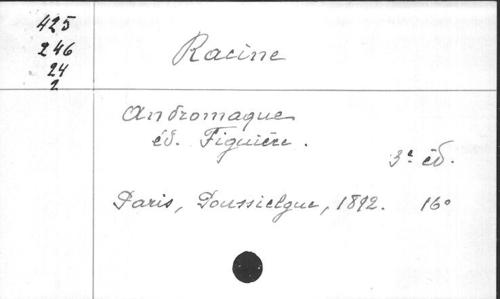 425
246
24
2
Racine
Andromaque
éd. Figuière.
3e éd.
Paris, Poussielgue, 1892. 16°